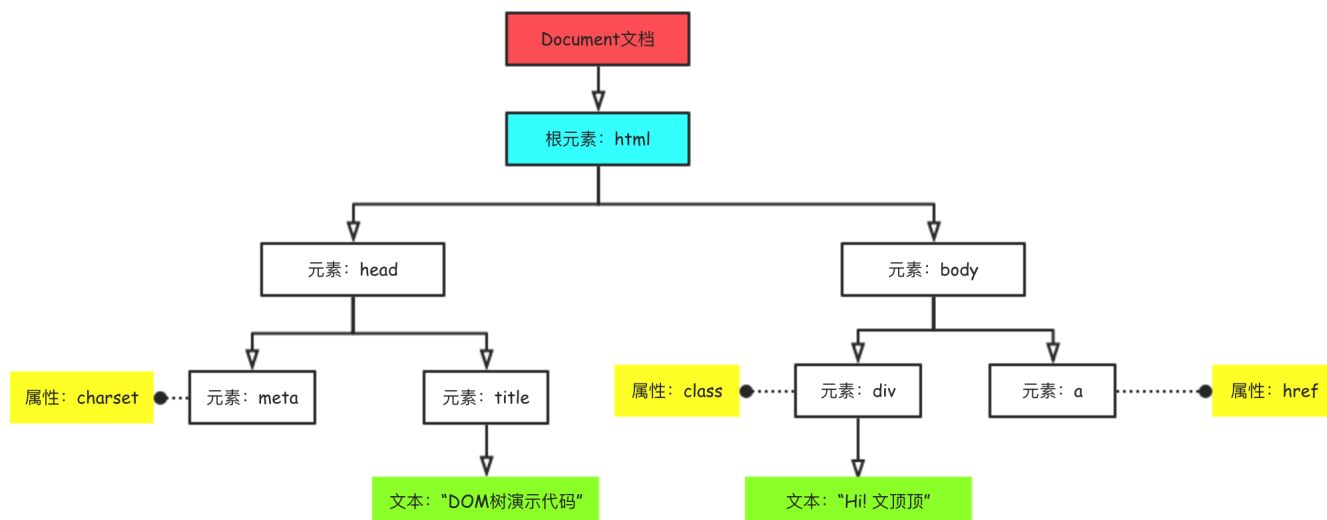 Document文档
根元素：html
元素：head
元素：body
属性：charset
元素：meta
元素：title
属性：class
元素：div
元素：a
属性：href
文本：“DOM树演示代码”
文本：“Hi! 文顶顶”